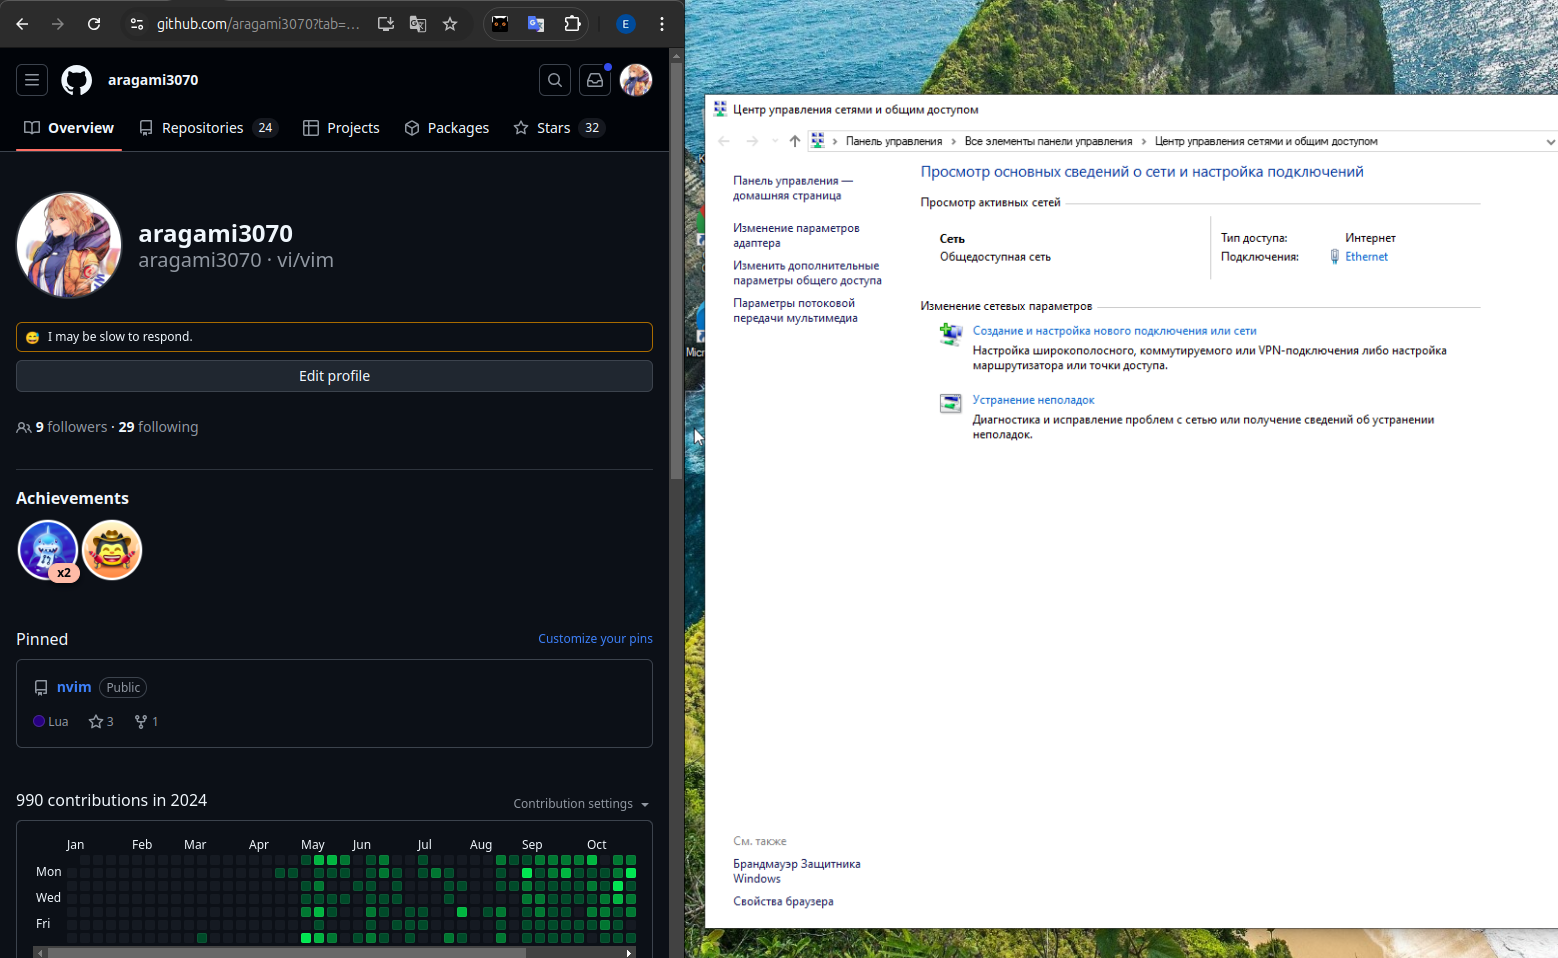 github.com/aragami3070?tab=...
E
aragami3070
Overview
Repositories 24
Projects
Packages
Stars 32
aragami3070
aragami3070 · vi/vim
I may be slow to respond.
Edit profile
9 followers · 29 following
Achievements
x2
Pinned
Customize your pins
nvim Public
Lua 3 1
990 contributions in 2024
Contribution settings
Jan Feb Mar Apr May Jun Jul Aug Sep Oct
Mon
Wed
Fri
Центр управления сетями и общим доступом
Панель управления › Все элементы панели управления › Центр управления сетями и общим доступом
Панель управления —
домашняя страница
Изменение параметров
адаптера
Изменить дополнительные
параметры общего доступа
Параметры потоковой
передачи мультимедиа
Просмотр основных сведений о сети и настройка подключений
Просмотр активных сетей
Сеть
Общедоступная сеть
Тип доступа: Интернет
Подключения: Ethernet
Изменение сетевых параметров
Создание и настройка нового подключения или сети
Настройка широкополосного, коммутируемого или VPN-подключения либо настройка
маршрутизатора или точки доступа.
Устранение неполадок
Диагностика и исправление проблем с сетью или получение сведений об устранении
неполадок.
См. также
Брандмауэр Защитника
Windows
Свойства браузера
Micr